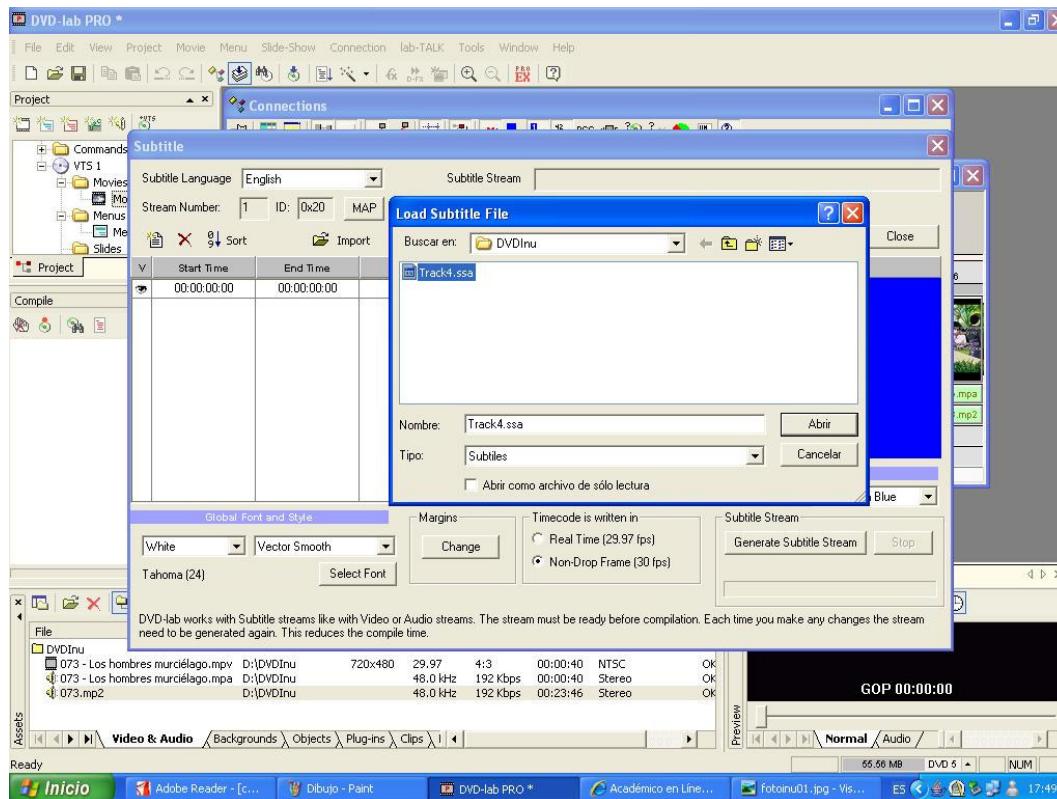 DVD-lab PRO *
File Edit View Project Movie Menu Slide-Show Connection lab-TALK Tools Window Help
Project
Connections
Commands
VTS 1
Movies
Mo
Menus
Me
Slides
Project
Compile
Subtitle
Subtitle Language English Subtitle Stream
Stream Number: 1 ID: 0x20 MAP
Sort Import Close
V Start Time End Time
00:00:00:00 00:00:00:00
Load Subtitle File
Buscar en: DVDInu
Track4.ssa
Nombre: Track4.ssa Abrir
Tipo: Subtiles Cancelar
Abrir como archivo de sólo lectura
.mpa
.mp2
Blue
Global Font and Style
White Vector Smooth
Tahoma (24) Select Font
Margins
Change
Timecode is written in
Real Time (29.97 fps)
Non-Drop Frame (30 fps)
Subtitle Stream
Generate Subtitle Stream Stop
DVD-lab works with Subtitle streams like with Video or Audio streams. The stream must be ready before compilation. Each time you make any changes the stream
need to be generated again. This reduces the compile time.
File
DVDInu
073 - Los hombres murciélago.mpv D:\DVDInu 720x480 29.97 4:3 00:00:40 NTSC OK
073 - Los hombres murciélago.mpa D:\DVDInu 48.0 kHz 192 Kbps 00:00:40 Stereo OK
073.mp2 D:\DVDInu 48.0 kHz 192 Kbps 00:23:46 Stereo OK
GOP 00:00:00
Assets
Video & Audio Backgrounds Objects Plug-ins Clips
Preview
Normal Audio
Ready 55.56 MB DVD 5 NUM
Inicio Adobe Reader - [c... Dibujo - Paint DVD-lab PRO * Académico en Líne... fotoinu01.jpg - Vis... ES 17:49